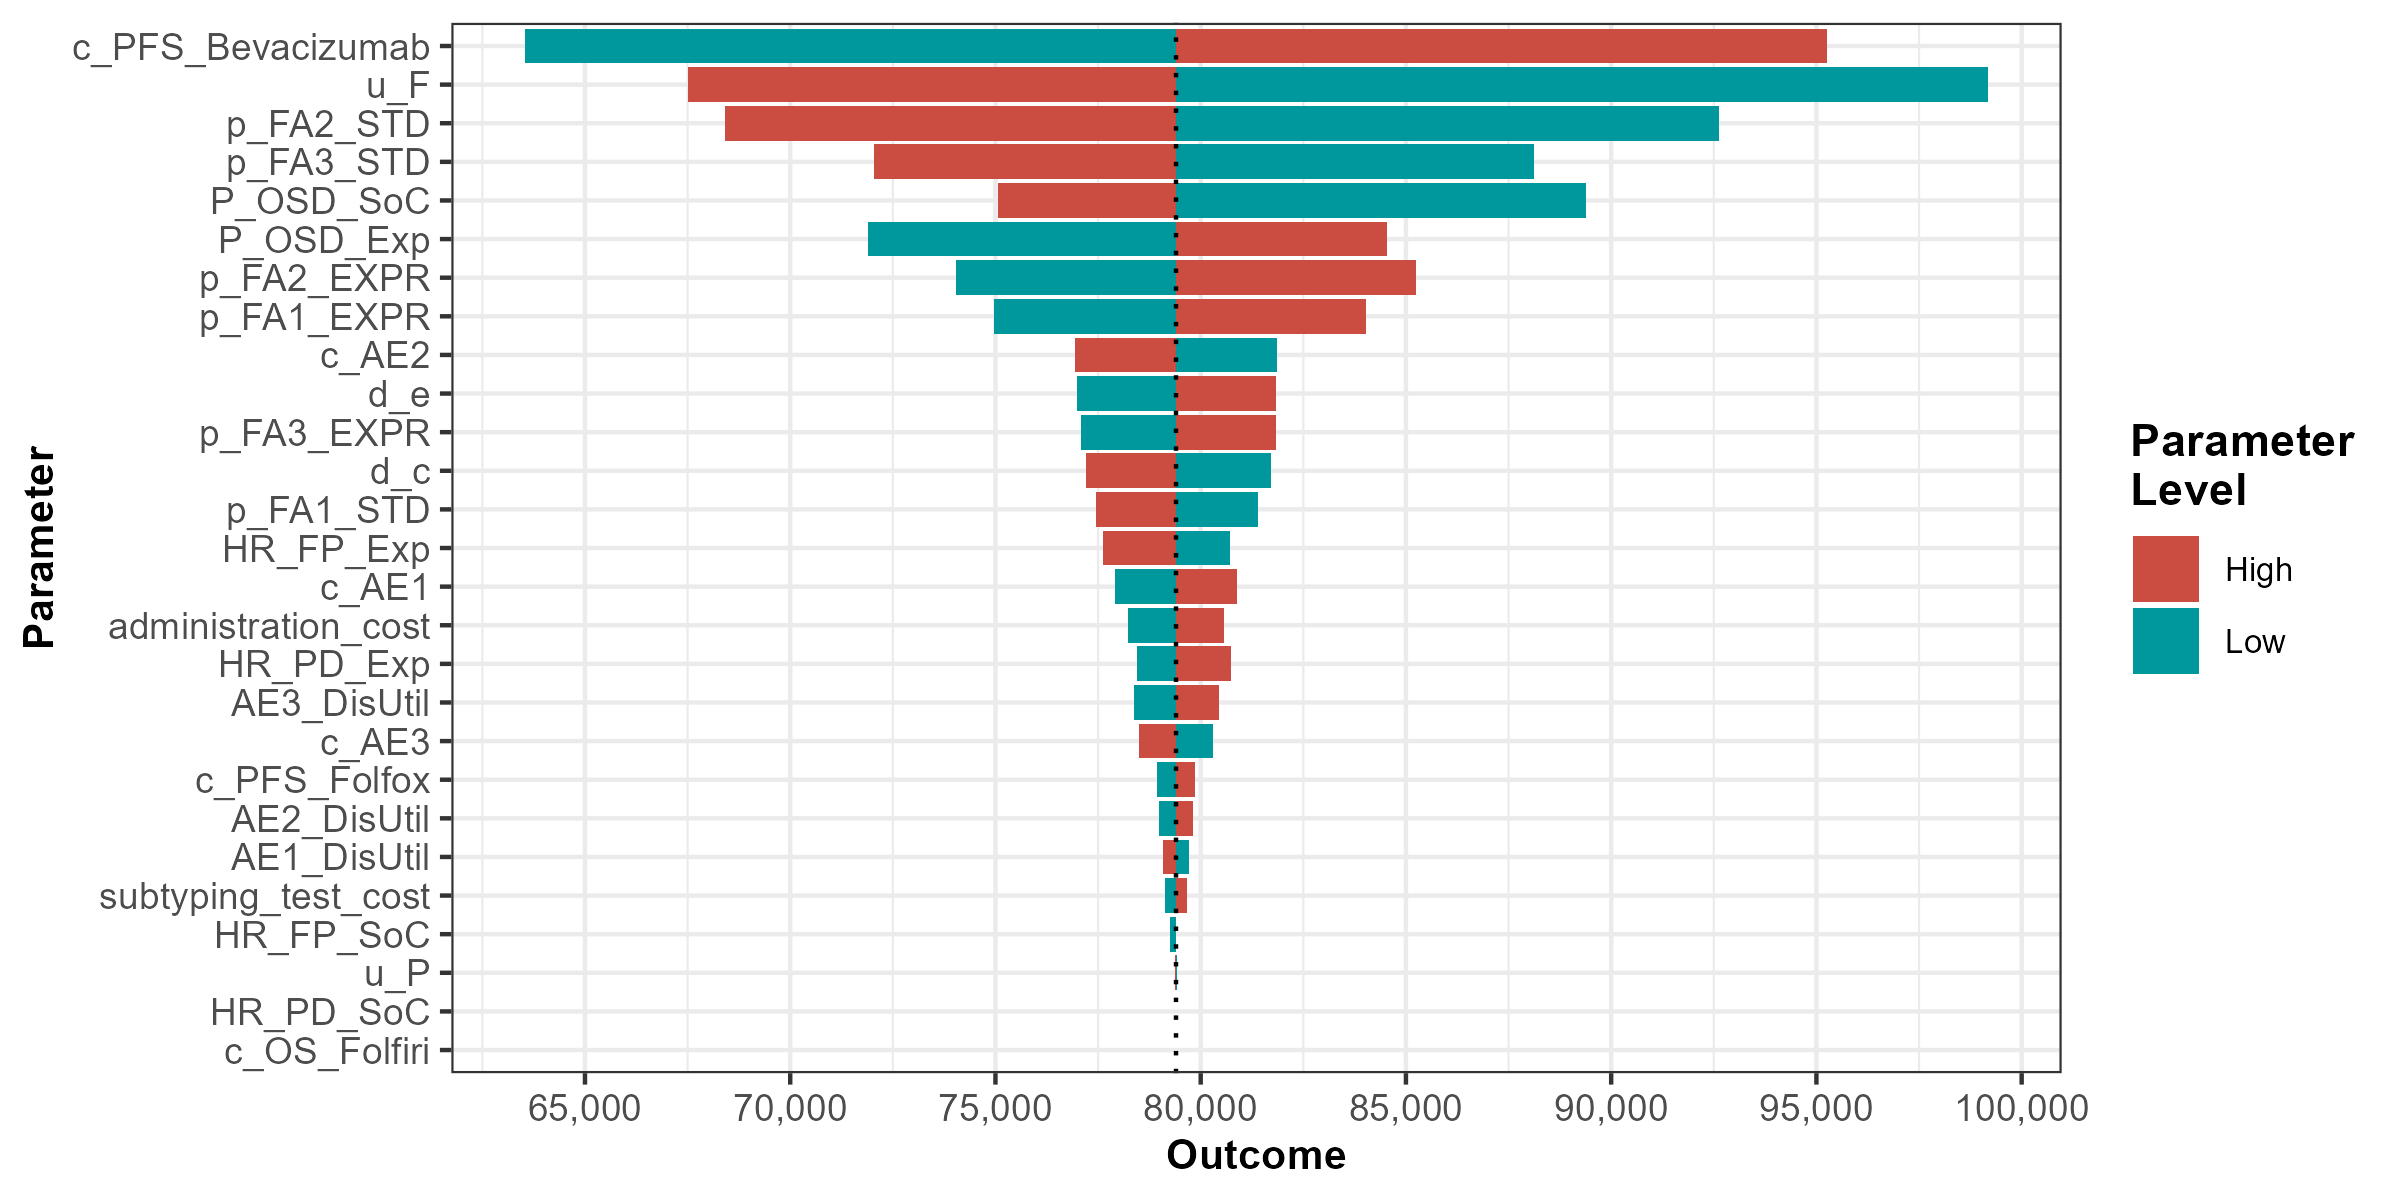 c_PFS_Bevacizumab
u_F
p_FA2_STD
p_FA3_STD
P_OSD_SoC
P_OSD_Exp
p_FA2_EXPR
p_FA1_EXPR
c_AE2
d_e
p_FA3_EXPR
d_c
p_FA1_STD
HR_FP_Exp
c_AE1
administration_cost
HR_PD_Exp
AE3_DisUtil
c_AE3
c_PFS_Folfox
AE2_DisUtil
AE1_DisUtil
subtyping_test_cost
HR_FP_SoC
u_P
HR_PD_SoC
c_OS_Folfiri
Parameter
65,000 70,000 75,000 80,000 85,000 90,000 95,000 100,000
Outcome
Parameter
Level
High
Low